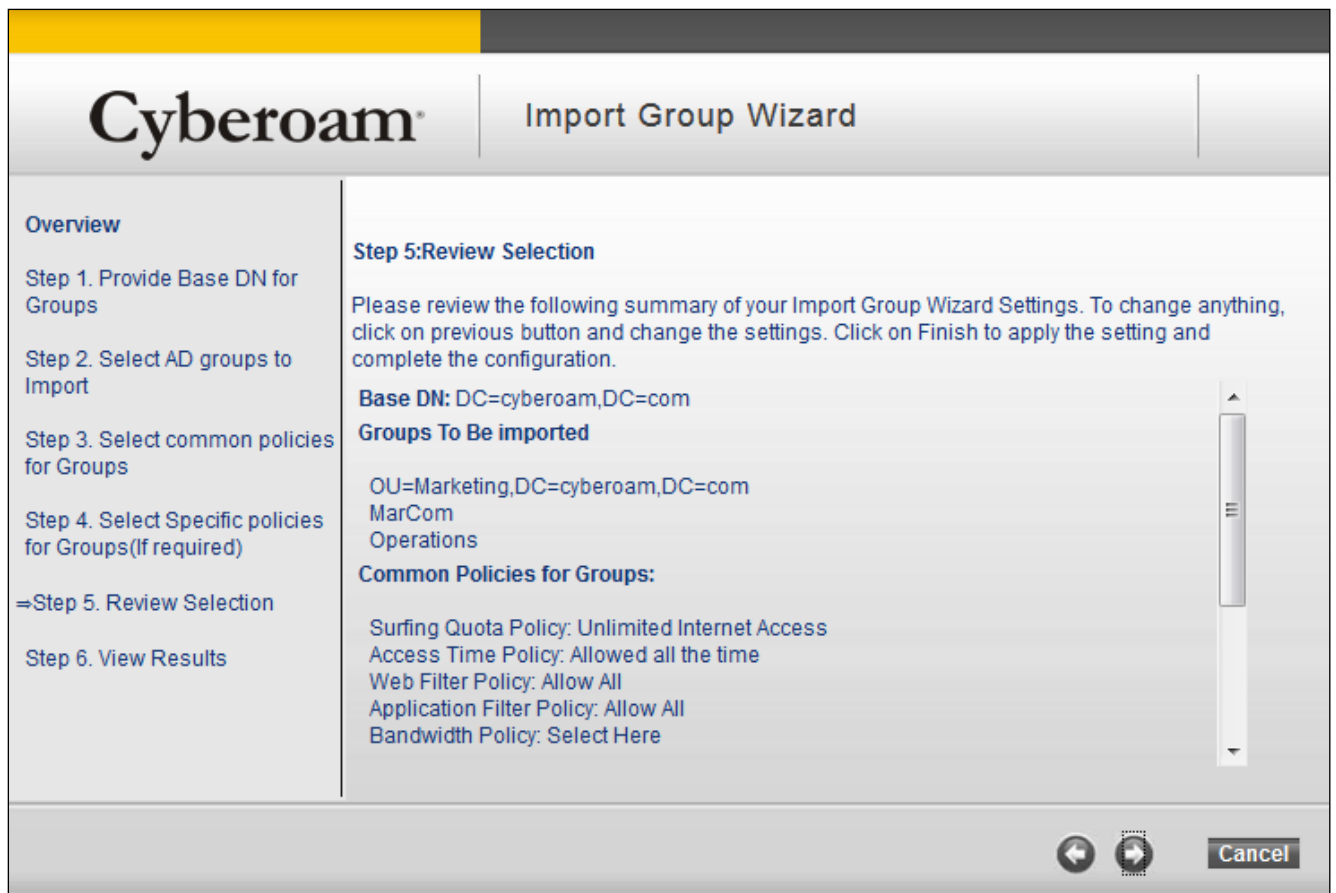 Cyberoam
Import Group Wizard
Overview
Step 1. Provide Base DN for
Groups
Step 2. Select AD groups to
Import
Step 3. Select common policies
for Groups
Step 4. Select Specific policies
for Groups(If required)
⇒Step 5. Review Selection
Step 6. View Results
Step 5:Review Selection
Please review the following summary of your Import Group Wizard Settings. To change anything,
click on previous button and change the settings. Click on Finish to apply the setting and
complete the configuration.
Base DN: DC=cyberoam,DC=com
Groups To Be imported
OU=Marketing,DC=cyberoam,DC=com
MarCom
Operations
Common Policies for Groups:
Surfing Quota Policy: Unlimited Internet Access
Access Time Policy: Allowed all the time
Web Filter Policy: Allow All
Application Filter Policy: Allow All
Bandwidth Policy: Select Here
Cancel